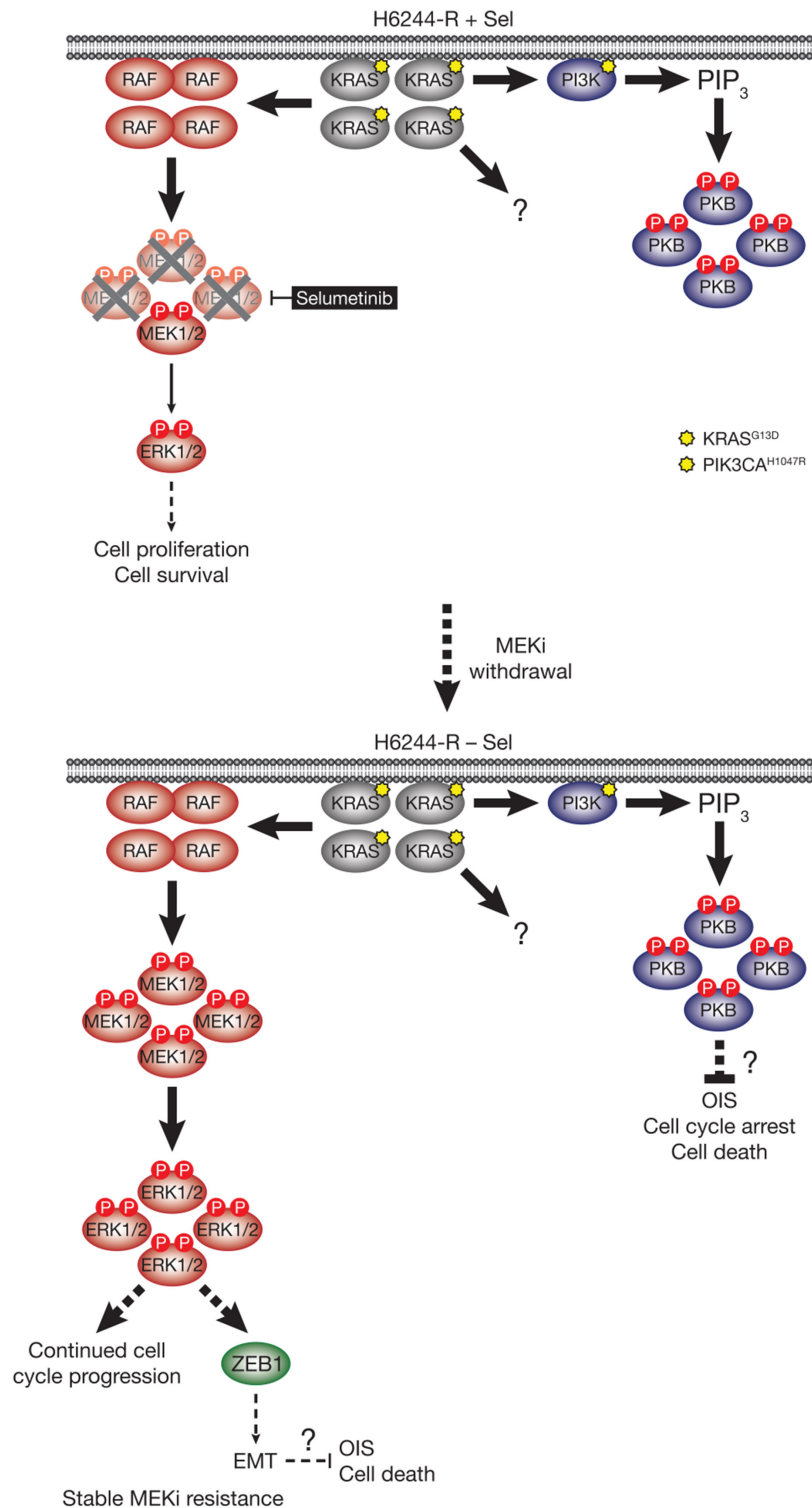 H6244-R + Sel
RAF RAF KRAS KRAS PI3K PIP3
RAF RAF KRAS KRAS
?
P P
PKB
P P P P
PKB PKB
P P
PKB
P P
MEK1/2
P P P P
MEK1/2 MEK1/2
P P
MEK1/2
Selumetinib
P P
ERK1/2
KRASG13D
PIK3CAH1047R
Cell proliferation
Cell survival
MEKi
withdrawal
H6244-R – Sel
RAF RAF KRAS KRAS PI3K PIP3
RAF RAF KRAS KRAS
?
P P
PKB
P P P P
PKB PKB
P P
PKB
?
OIS
Cell cycle arrest
Cell death
P P
MEK1/2
P P P P
MEK1/2 MEK1/2
P P
MEK1/2
P P
ERK1/2
P P P P
ERK1/2 ERK1/2
P P
ERK1/2
Continued cell
cycle progression
ZEB1
EMT ? OIS
Cell death
Stable MEKi resistance